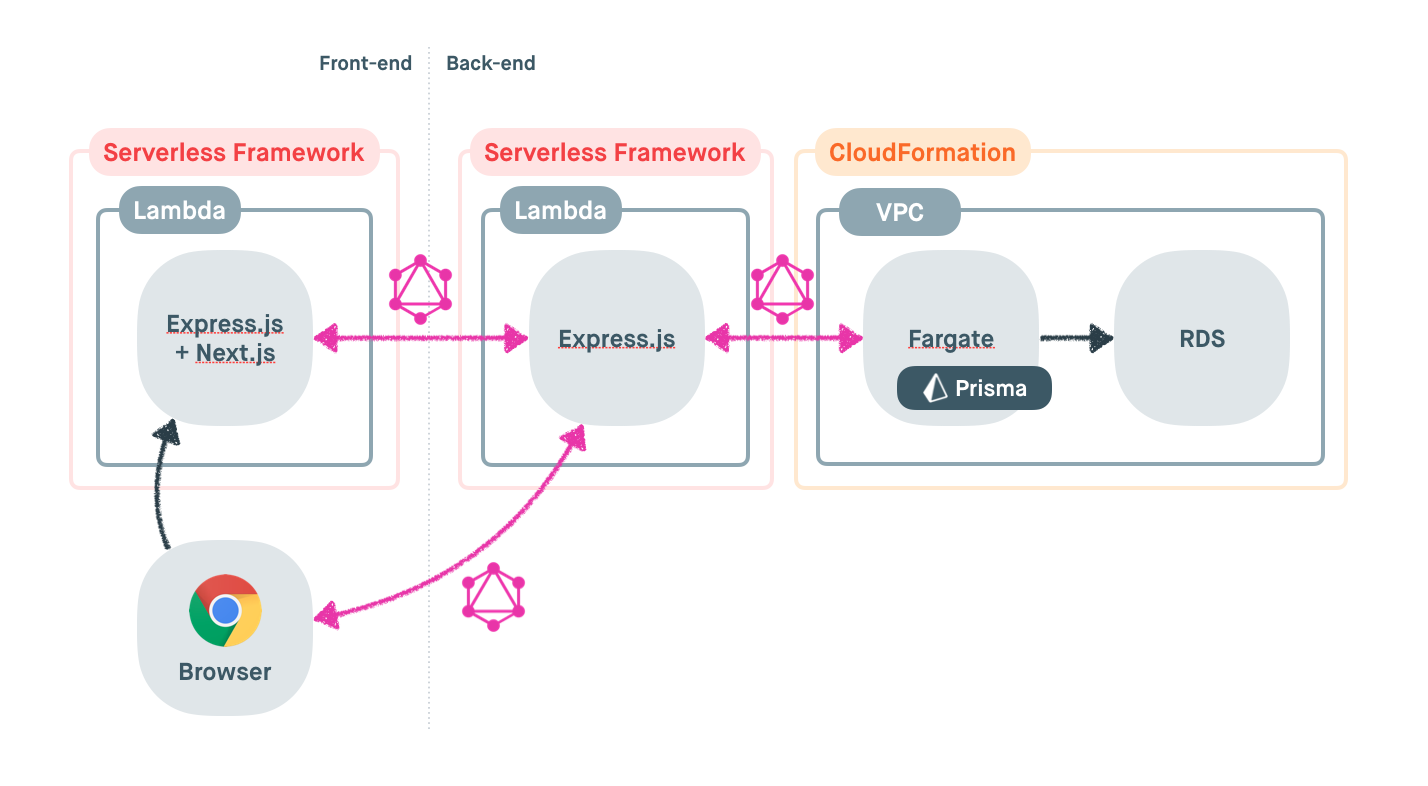 Front-end
Back-end
Serverless Framework
Serverless Framework
CloudFormation
Lambda
Lambda
VPC
Express.js
+ Next.js
Express.js
Fargate
RDS
Prisma
Browser